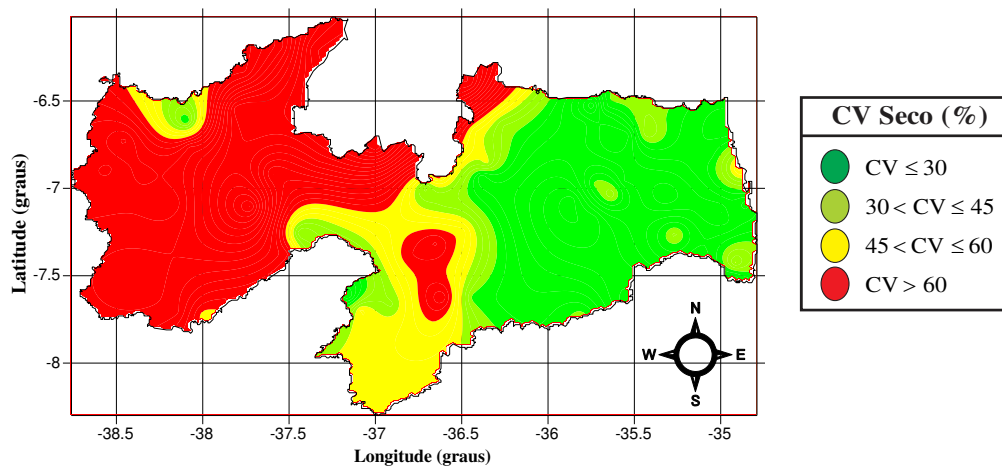 -6.5
-7
-7.5
-8
Latitude (graus)
-38.5 -38 -37.5 -37 -36.5 -36 -35.5 -35
Longitude (graus)
N
W E
S
CV Seco (%)
CV ≤ 30
30 < CV ≤ 45
45 < CV ≤ 60
CV > 60